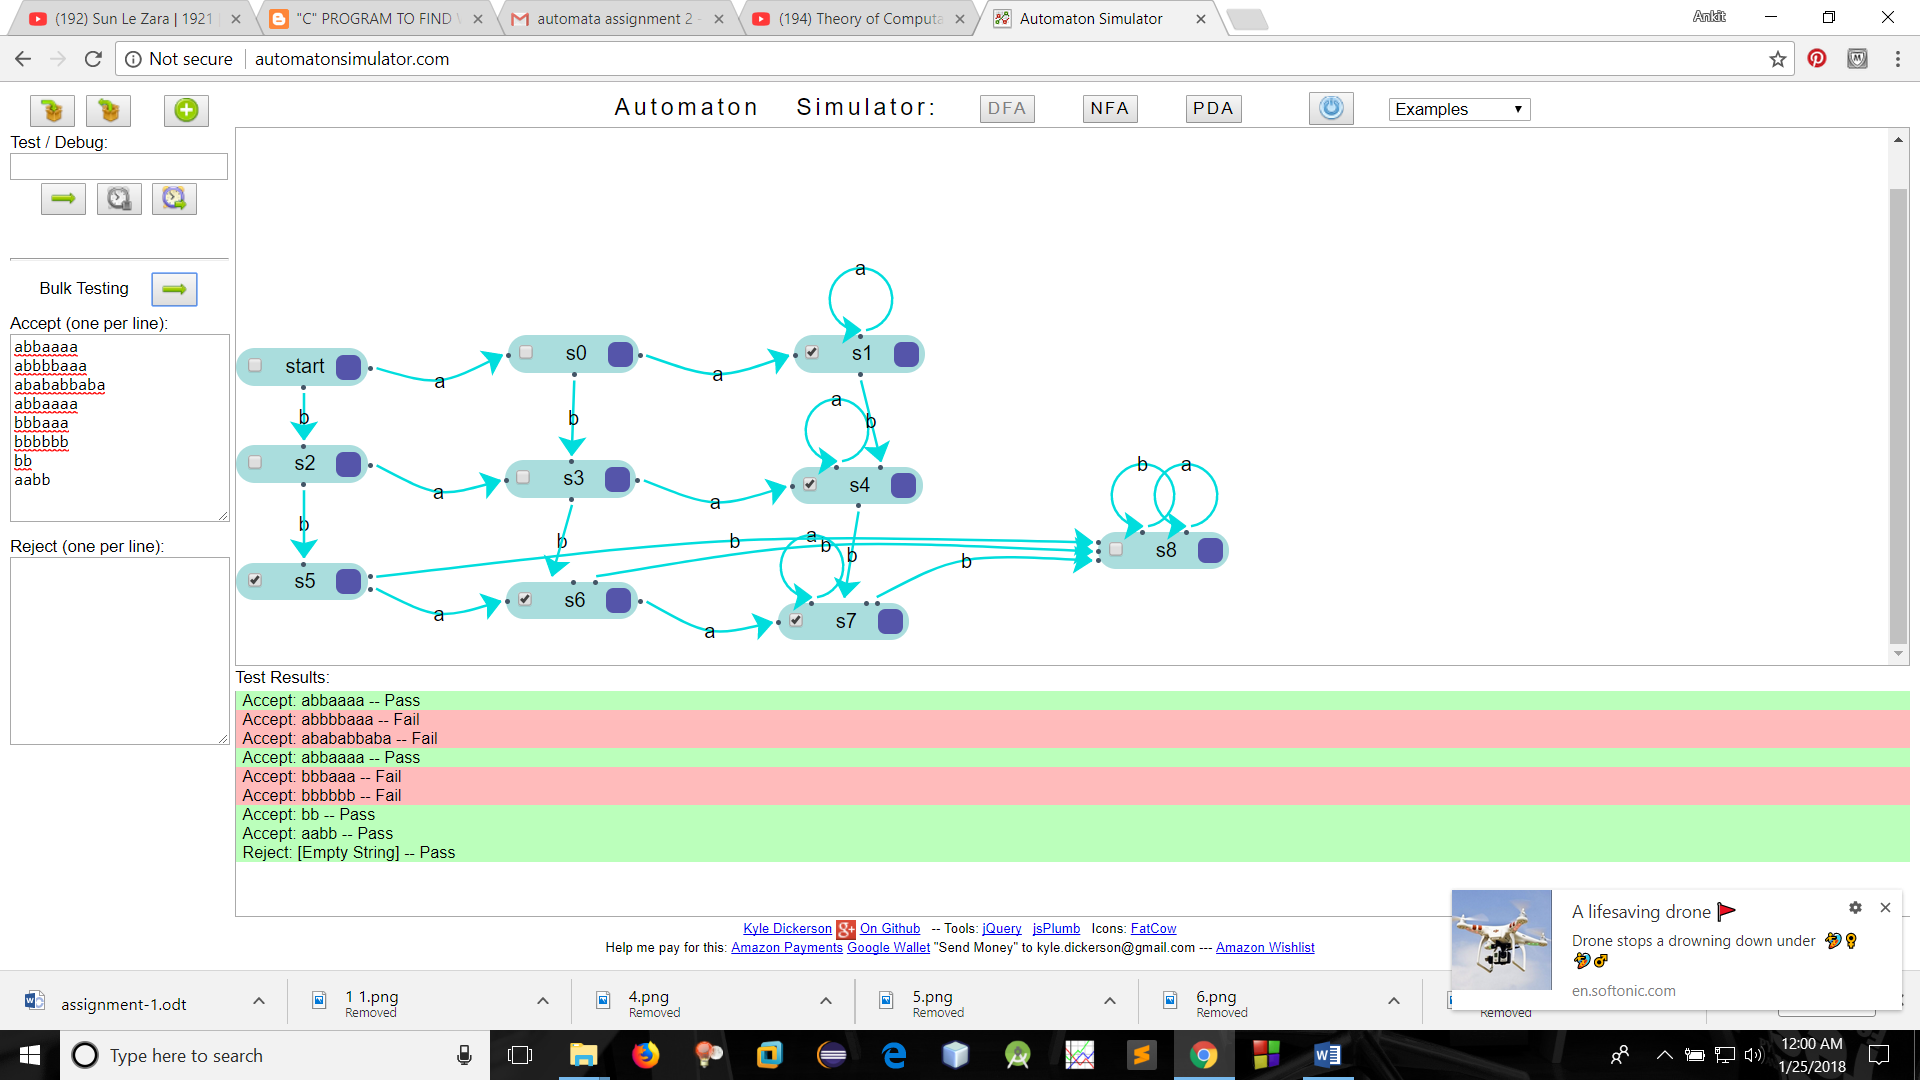 (192) Sun Le Zara | 1921
"C" PROGRAM TO FIND
automata assignment 2 -
(194) Theory of Computa
Automaton Simulator
Ankit
Not secure
automatonsimulator.com
Automaton Simulator:
DFA
NFA
PDA
Examples
Test / Debug:
Bulk Testing
Accept (one per line):
abbaaaa
abbbbaaa
abababbaba
abbaaaa
bbbaaa
bbbbbb
bb
aabb
Reject (one per line):
a
start
a
s0
a
s1
b
b
a
b
s2
a
s3
a
s4
b
b
b
a
b
b
b
b
a
s5
a
s6
a
s7
s8
Test Results:
Accept: abbaaaa -- Pass
Accept: abbbbaaa -- Fail
Accept: abababbaba -- Fail
Accept: abbaaaa -- Pass
Accept: bbbaaa -- Fail
Accept: bbbbbb -- Fail
Accept: bb -- Pass
Accept: aabb -- Pass
Reject: [Empty String] -- Pass
Kyle Dickerson On Github -- Tools: jQuery jsPlumb Icons: FatCow
Help me pay for this: Amazon Payments Google Wallet "Send Money" to kyle.dickerson@gmail.com --- Amazon Wishlist
A lifesaving drone
Drone stops a drowning down under
en.softonic.com
assignment-1.odt
1 1.png
Removed
4.png
Removed
5.png
Removed
6.png
Removed
Removed
Type here to search
12:00 AM
1/25/2018